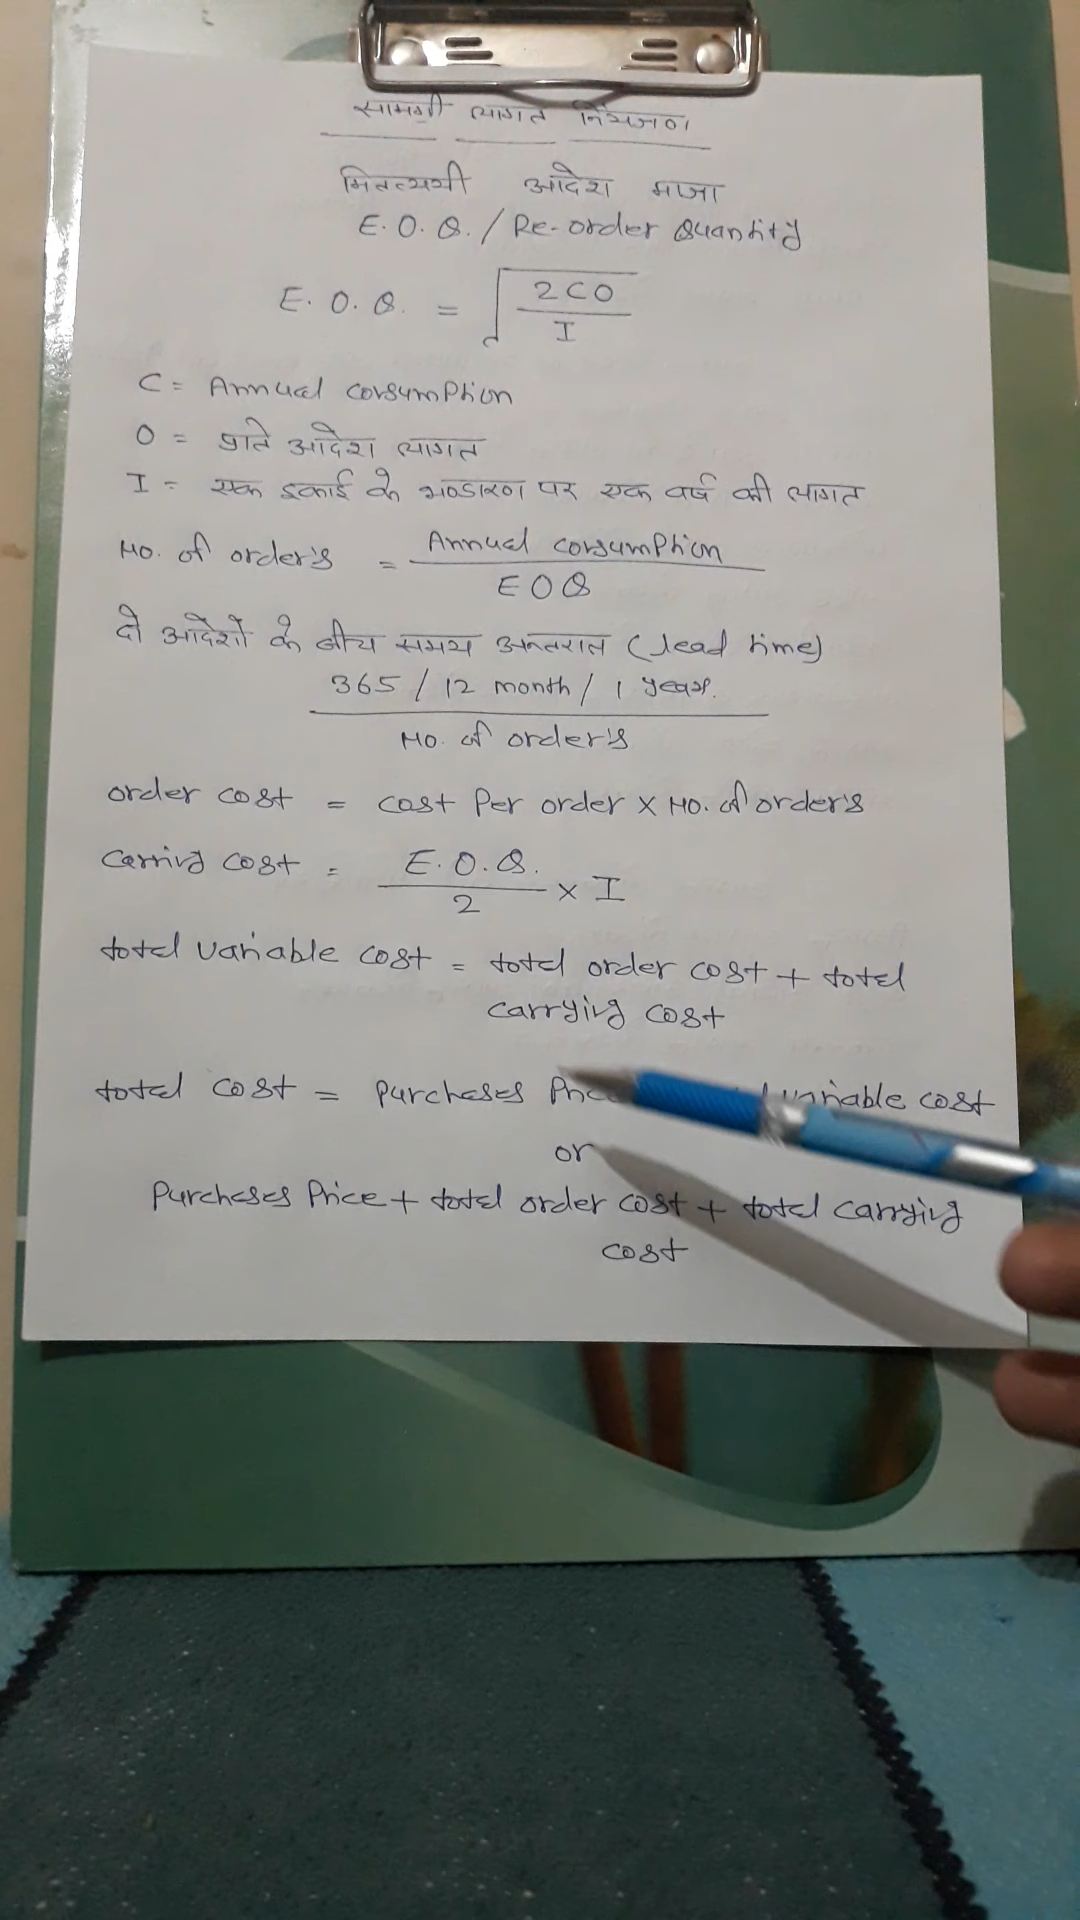 सामग्री लागत नियंत्रण
मितव्ययी आदेश मात्रा
E. O. Q. / Re-order Quantity
E. O. Q. = √ 2CO
I
C = Annual consumption
O = प्रति आदेश लागत
I = एक इकाई के भण्डारण पर एक वर्ष की लागत
No. of order's = Annual consumption
EOQ
दो आदेशों के बीच समय अन्तराल (lead time)
365 / 12 month / 1 year.
No. of order's
order cost = cost Per order × No. of order's
Carring cost = E. O. Q.
2 × I
total variable cost = total order cost + total
carrying cost
total cost = Purchases variable cost
or
Purchases Price + total order cost + total carrying
cost